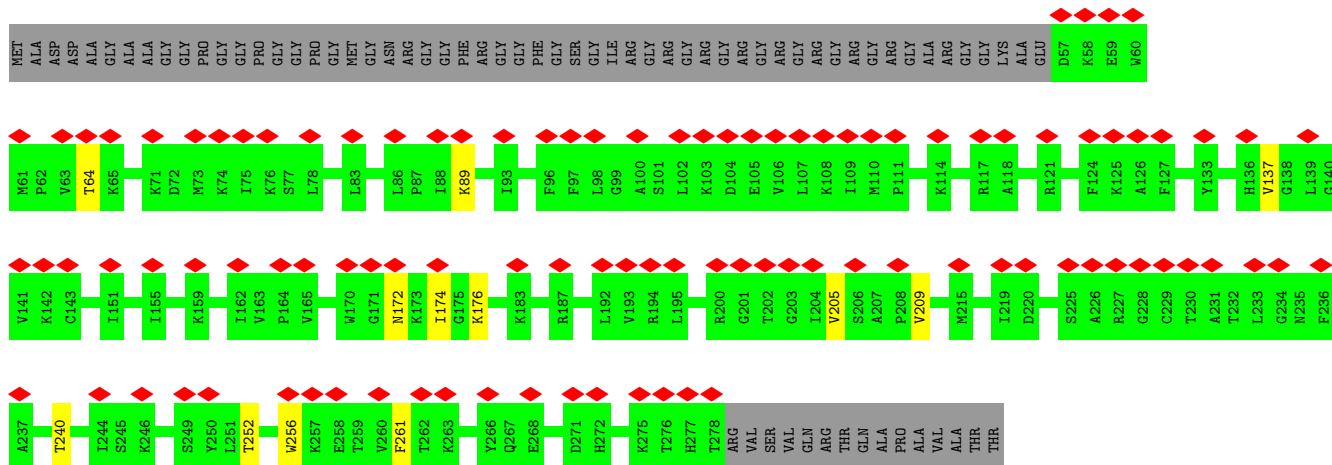 MET ALA ASP ASP ALA GLY ALA ALA GLY GLY PRO GLY GLY PRO GLY GLY PRO GLY MET GLY ASN ARG GLY GLY PHE ARG GLY GLY PHE GLY SER GLY ILE ARG GLY ARG GLY ARG GLY ARG GLY ARG GLY ARG GLY ARG GLY ARG GLY ALA ARG GLY GLY LYS ALA GLU D57 K58 E59 W60
M61 P62 V63 T64 K65 K71 D72 M73 K74 I75 K76 S77 L78 L83 L86 P87 I88 K89 I93 F96 F97 L98 G99 A100 S101 L102 K103 D104 E105 V106 L107 K108 I109 M110 P111 K114 R117 A118 R121 F124 K125 A126 F127 Y133 H136 V137 G138 L139 G140
V141 K142 C143 I151 I155 K159 I162 V163 P164 V165 W170 G171 N172 K173 I174 G175 K176 K183 R187 L192 V193 R194 L195 R200 G201 T202 G203 I204 V205 S206 A207 P208 V209 M215 I219 D220 S225 A226 R227 G228 C229 T230 A231 T232 L233 G234 N235 F236
A237 T240 I244 S245 K246 S249 Y250 L251 T252 W256 K257 E258 T259 V260 F261 T262 K263 Y266 Q267 E268 D271 H272 K275 T276 H277 T278 ARG VAL SER VAL GLN ARG THR GLN ALA PRO ALA VAL ALA THR THR